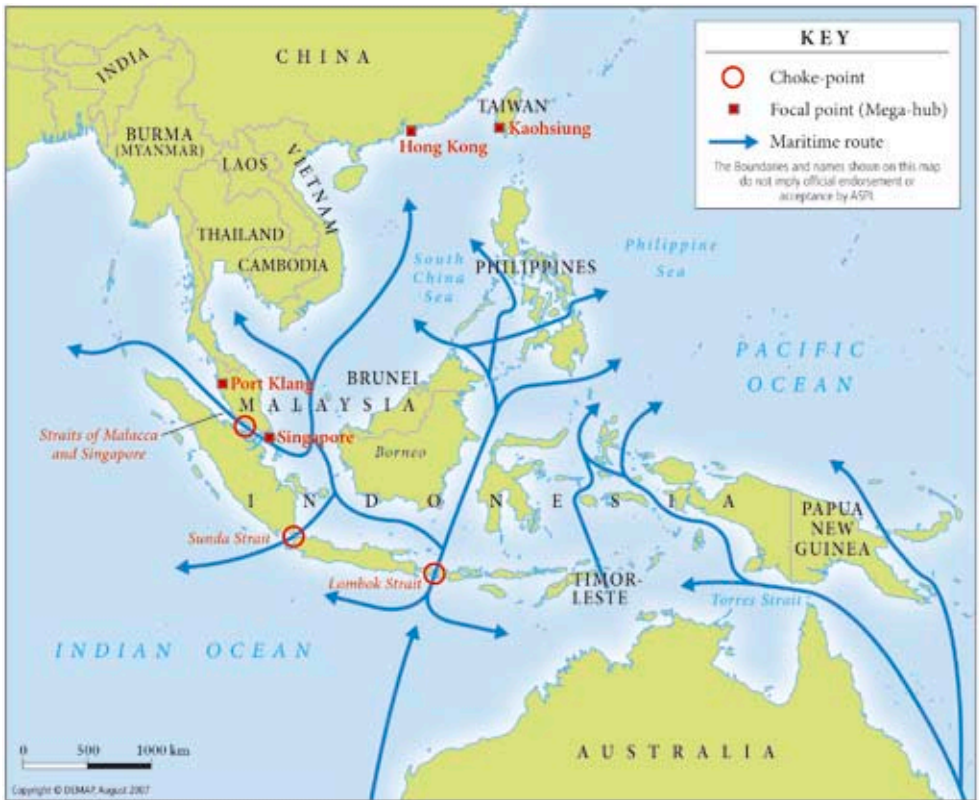 KEY
Choke-point
Focal point (Mega-hub)
Maritime route
The Boundaries and names shown on this map
do not imply official endorsement or
acceptance by ASPI.
CHINA
INDIA
TAIWAN
Kaohsiung
Hong Kong
BURMA
(MYANMAR)
LAOS
VIETNAM
THAILAND
CAMBODIA
South
China
Sea
PHILIPPINES
Philippine
Sea
PACIFIC
OCEAN
Port Klang
BRUNEI
MALAYSIA
Straits of Malacca
and Singapore
Singapore
Borneo
INDONESIA
PAPUA
NEW
GUINEA
Sunda Strait
Lombok Strait
TIMOR-
LESTE
Torres Strait
INDIAN OCEAN
AUSTRALIA
0 500 1000 km
Copyright © DEMAP, August 2007